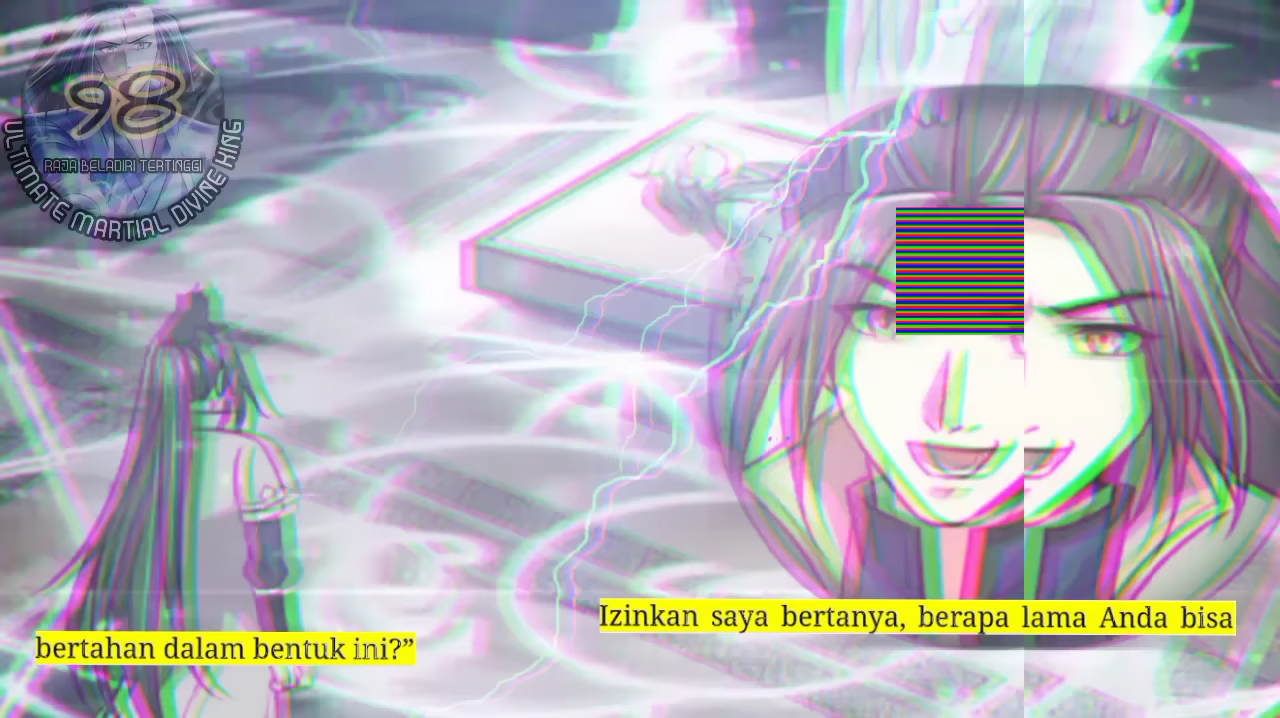 98
RAJA BELADIRI TERTINGGI
ULTIMATE MARTIAL DIVINE KING
Izinkan saya bertanya, berapa lama Anda bisa
bertahan dalam bentuk ini?”